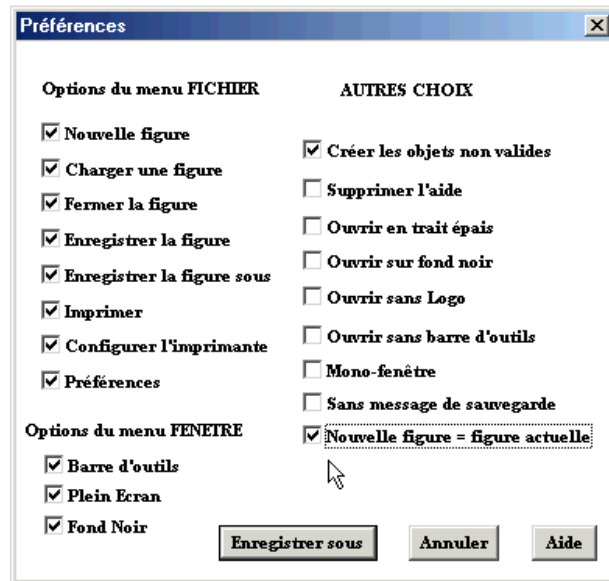 Préférences
Options du menu FICHIER
Nouvelle figure
Charger une figure
Fermer la figure
Enregistrer la figure
Enregistrer la figure sous
Imprimer
Configurer l'imprimante
Préférences
Options du menu FENETRE
Barre d'outils
Plein Ecran
Fond Noir
AUTRES CHOIX
Créer les objets non valides
Supprimer l'aide
Ouvrir en trait épais
Ouvrir sur fond noir
Ouvrir sans Logo
Ouvrir sans barre d'outils
Mono-fenêtre
Sans message de sauvegarde
Nouvelle figure = figure actuelle
Enregistrer sous
Annuler
Aide